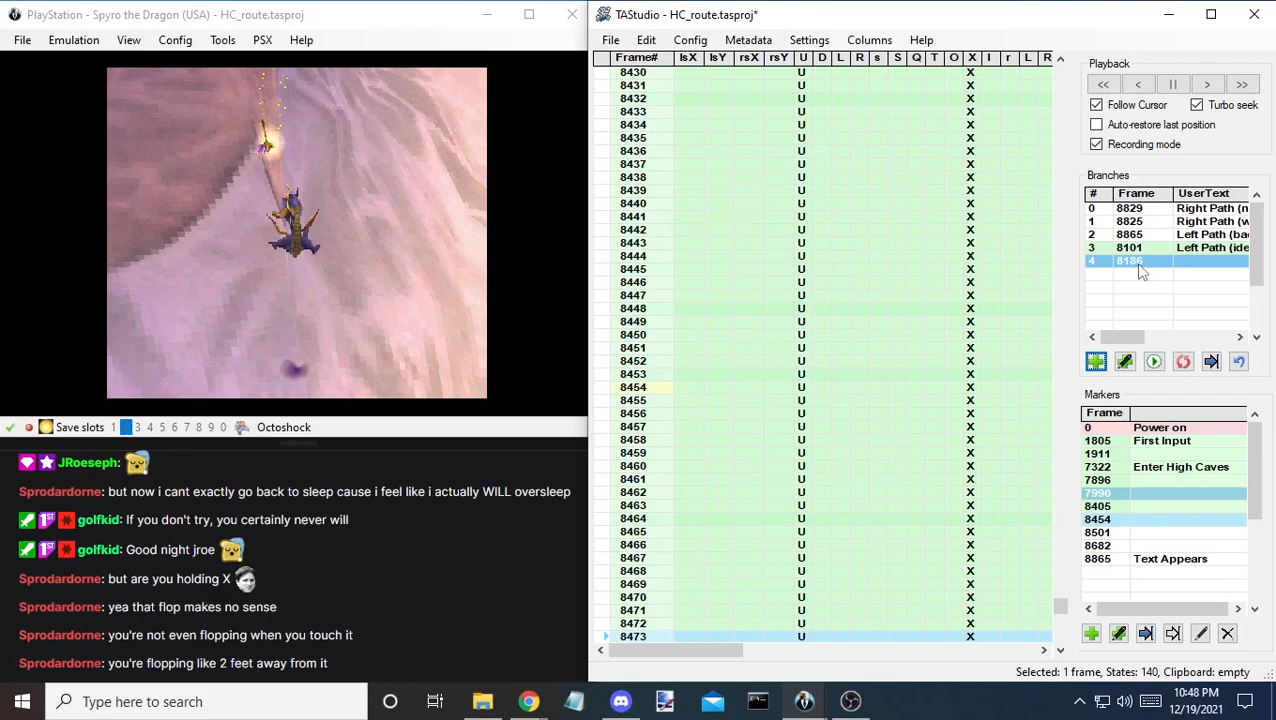 PlayStation - Spyro the Dragon (USA) - HC_route.tasproj*
File Emulation View Config Tools PSX Help
Save slots 1 3 4 5 6 7 8 9 0 Octoshock
JRoeseph:
Sprodardorne: but now i cant exactly go back to sleep cause i feel like i actually WILL oversleep
1ST golfkid: If you don't try, you certainly never will
1ST golfkid: Good night jroe
Sprodardorne: but are you holding X
Sprodardorne: yea that flop makes no sense
Sprodardorne: you're not even flopping when you touch it
Sprodardorne: you're flopping like 2 feet away from it
TAStudio - HC_route.tasproj*
File Edit Config Metadata Settings Columns Help
Frame# lsX lsY rsX rsY U D L R s S Q T O X l r L R
8430 U X
8431 U X
8432 U X
8433 U X
8434 U X
8435 U X
8436 U X
8437 U X
8438 U X
8439 U X
8440 U X
8441 U X
8442 U X
8443 U X
8444 U X
8445 U X
8446 U X
8447 U X
8448 U X
8449 U X
8450 U X
8451 U X
8452 U X
8453 U X
8454 U X
8455 U X
8456 U X
8457 U X
8458 U X
8459 U X
8460 U X
8461 U X
8462 U X
8463 U X
8464 U X
8465 U X
8466 U X
8467 U X
8468 U X
8469 U X
8470 U X
8471 U X
8472 U X
8473 U X
Playback
<< < || > >>
Follow Cursor Turbo seek
Auto-restore last position
Recording mode
Branches
# Frame UserText
0 8829 Right Path (n
1 8825 Right Path (w
2 8865 Left Path (ba
3 8101 Left Path (ide
4 8186
Markers
Frame
0 Power on
1805 First Input
1911
7322 Enter High Caves
7896
7990
8405
8454
8501
8682
8865 Text Appears
Selected: 1 frame, States: 140, Clipboard: empty
Type here to search
10:48 PM
12/19/2021